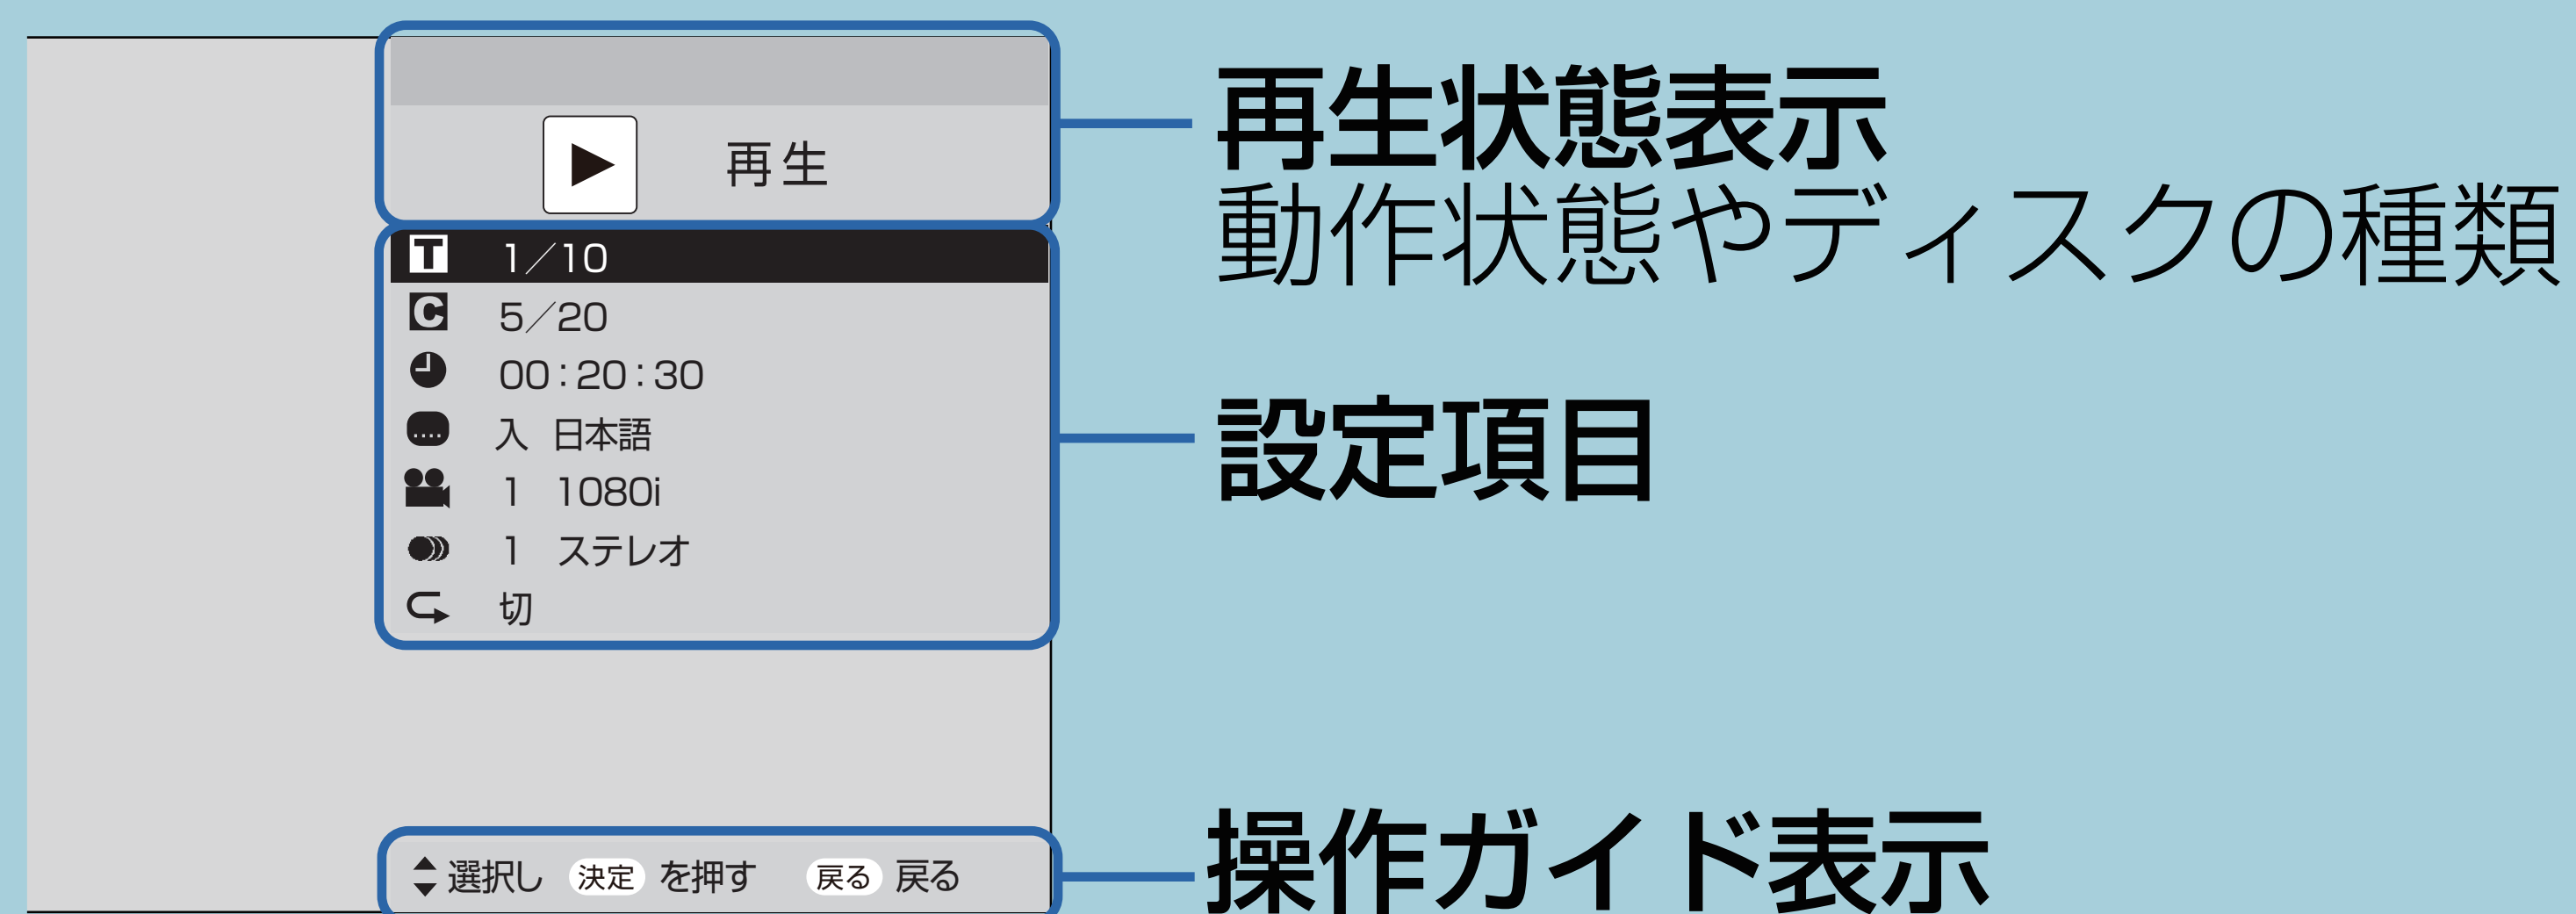 再生
T 1／10
C 5／20
00：20：30
入 日本語
1 1080i
1 ステレオ
切
選択し 決定 を押す 戻る 戻る
再生状態表示
動作状態やディスクの種類
設定項目
操作ガイド表示